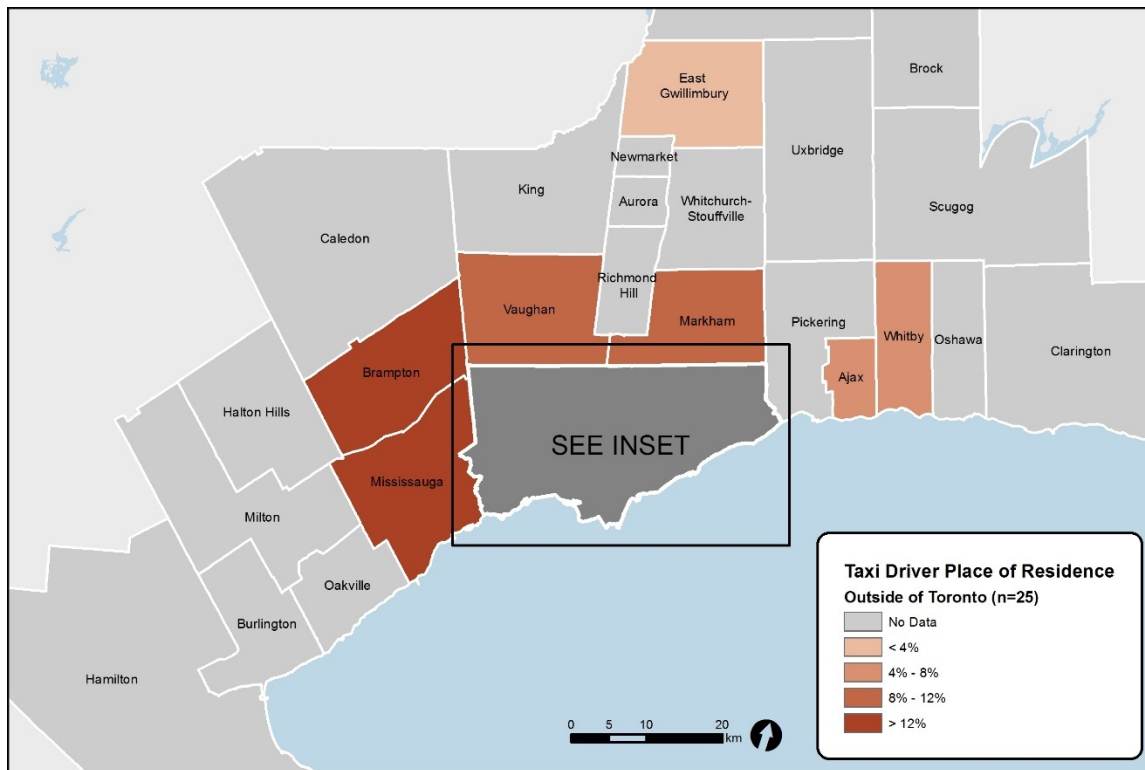 East
Gwillimbury
Brock
Newmarket
Uxbridge
King
Aurora
Whitchurch-
Stouffville
Scugog
Caledon
Richmond
Hill
Vaughan
Markham
Pickering
Whitby
Oshawa
Clarington
Brampton
Ajax
Halton Hills
SEE INSET
Mississauga
Milton
Oakville
Burlington
Hamilton
Taxi Driver Place of Residence
Outside of Toronto (n=25)
No Data
< 4%
4% - 8%
8% - 12%
> 12%
0 5 10 20
km